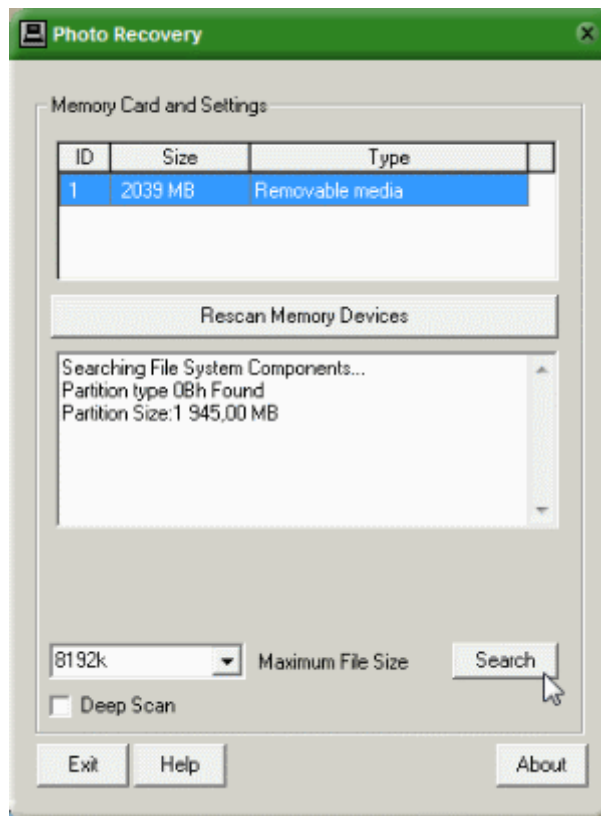 Photo Recovery
Memory Card and Settings
ID Size Type
1 2039 MB Removable media
Rescan Memory Devices
Searching File System Components...
Partition type 0Bh Found
Partition Size:1 945,00 MB
8192k Maximum File Size Search
Deep Scan
Exit Help About